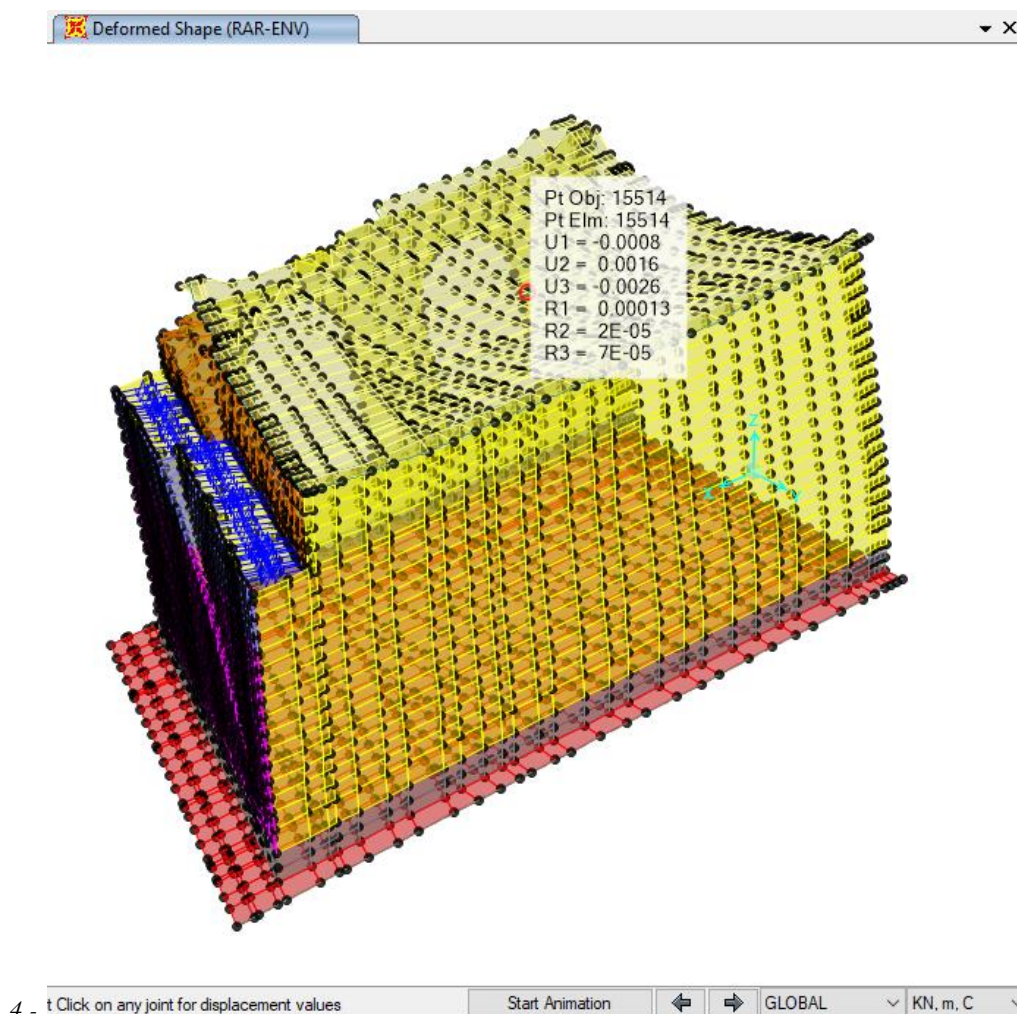 Deformed Shape (RAR-ENV)
Pt Obj: 15514
Pt Elm: 15514
U1 = -0.0008
U2 = 0.0016
U3 = -0.0026
R1 = 0.00013
R2 = 2E-05
R3 = 7E-05
Z
X
Y
4 -
t Click on any joint for displacement values
Start Animation
GLOBAL
KN, m, C